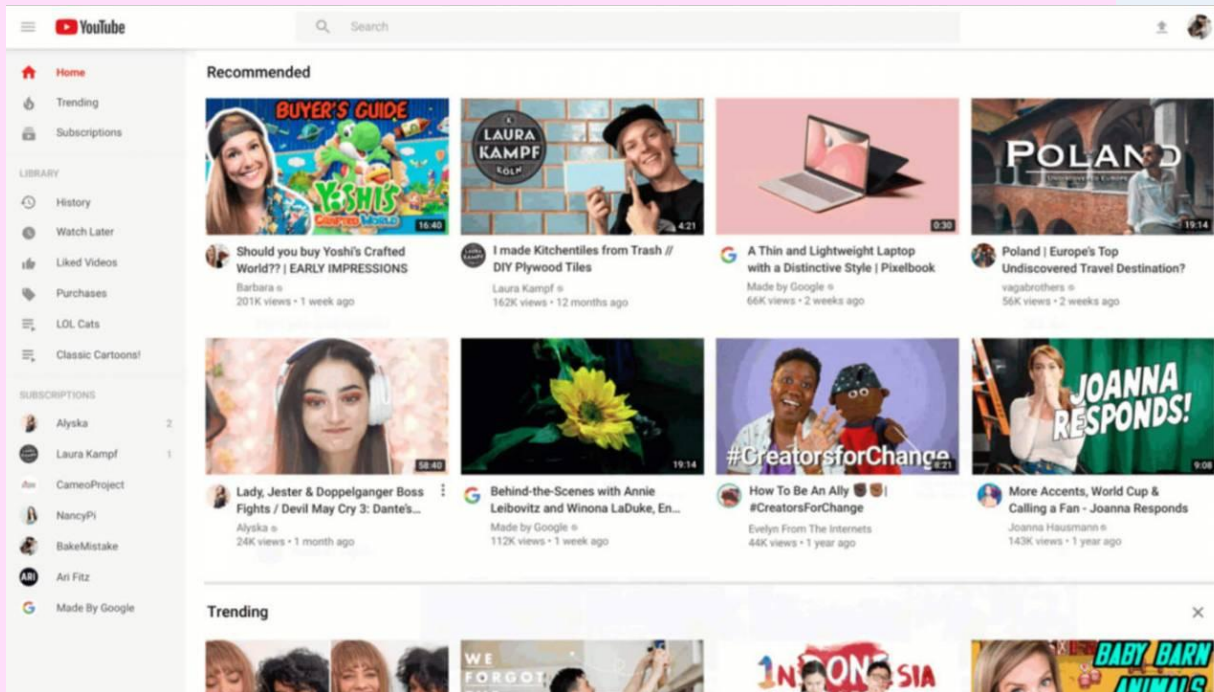 YouTube
Search
Home
Trending
Subscriptions
LIBRARY
History
Watch Later
Liked Videos
Purchases
LOL Cats
Classic Cartoons!
SUBSCRIPTIONS
Alyska 2
Laura Kampf 1
CameoProject
NancyPi
BakeMistake
ARI Ari Fitz
Made By Google
Recommended
BUYER'S GUIDE
YOSHI'S
CRAFTED WORLD
16:40
Should you buy Yoshi's Crafted
World?? | EARLY IMPRESSIONS
Barbara
201K views • 1 week ago
K
LAURA
KAMPF
KÖLN
4:21
I made Kitchentiles from Trash //
DIY Plywood Tiles
Laura Kampf
162K views • 12 months ago
0:30
A Thin and Lightweight Laptop
with a Distinctive Style | Pixelbook
Made by Google
66K views • 2 weeks ago
POLAND
UNDISCOVERED EUROPE
19:14
Poland | Europe's Top
Undiscovered Travel Destination?
vagabrothers
56K views • 2 weeks ago
58:40
Lady, Jester & Doppelganger Boss
Fights / Devil May Cry 3: Dante's...
Alyska
24K views • 1 month ago
19:14
Behind-the-Scenes with Annie
Leibovitz and Winona LaDuke, En...
Made by Google
112K views • 1 week ago
#CreatorsforChange
8:21
How To Be An Ally ✊🏿✊🏾|
#CreatorsForChange
Evelyn From The Internets
44K views • 1 year ago
JOANNA
RESPONDS!
9:08
More Accents, World Cup &
Calling a Fan - Joanna Responds
Joanna Hausmann
143K views • 1 year ago
Trending
WE
FORGOT
1NDONESIA
BABY BARN
ANIMALS